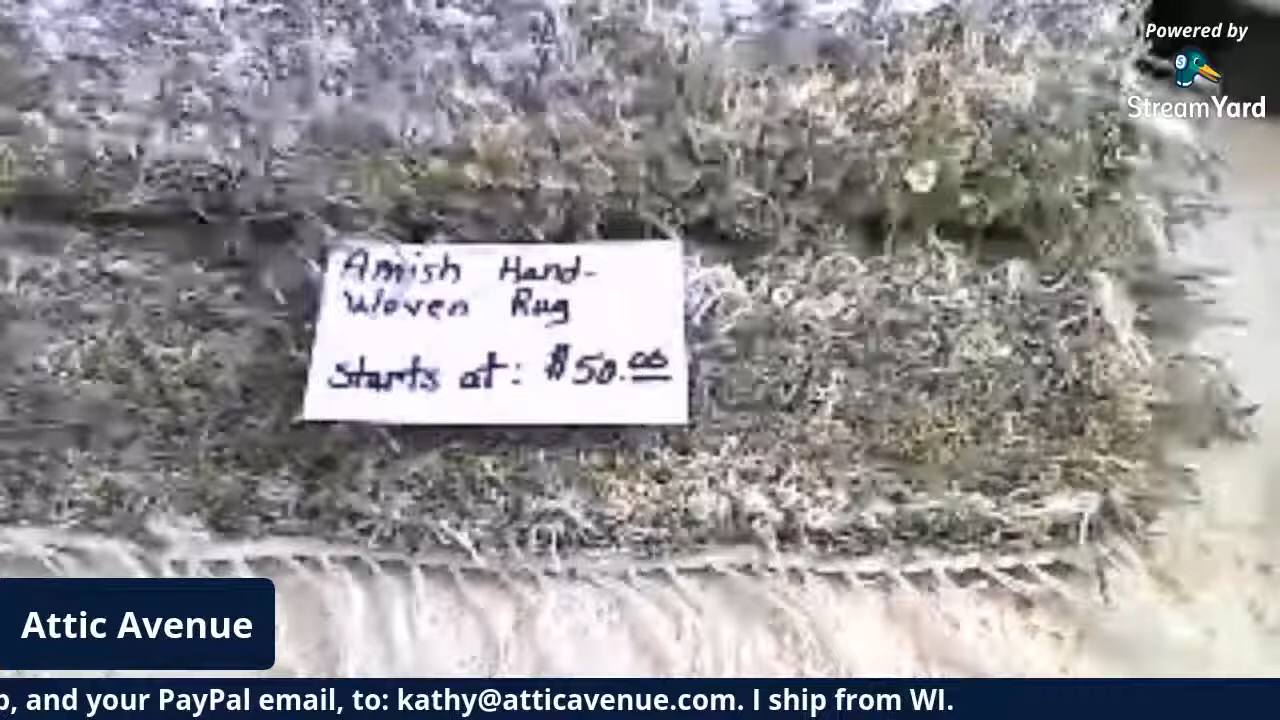 Powered by
StreamYard
Amish Hand-
Woven Rug
Starts at: $50.00
Attic Avenue
, and your PayPal email, to: kathy@atticavenue.com. I ship from WI.